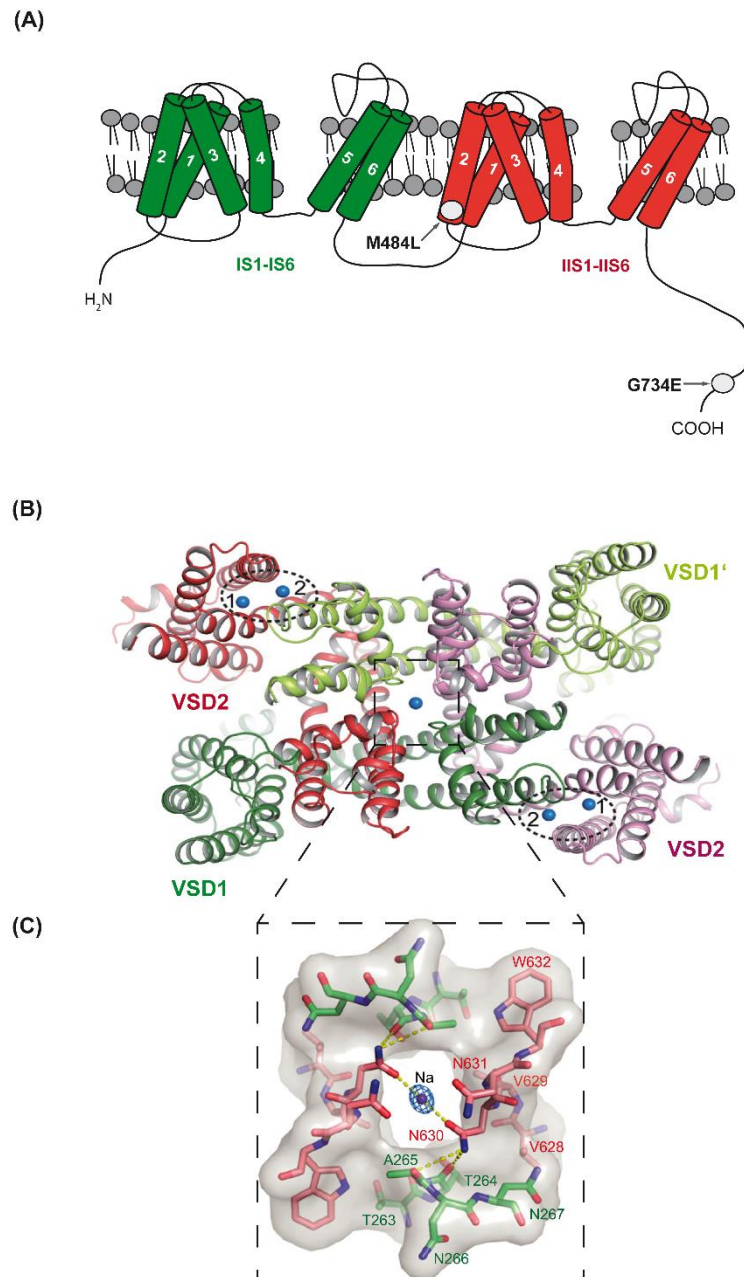 (A)
2 1 3 4 5 6 2 1 3 4 5 6
M484L
IS1-IS6
IIS1-IIS6
H2N
G734E
COOH
(B)
VSD1‘
1 2
VSD2
2 1
VSD1
VSD2
(C)
W632
Na
N631
V629
N630
V628
A265
T264
T263
N267
N266